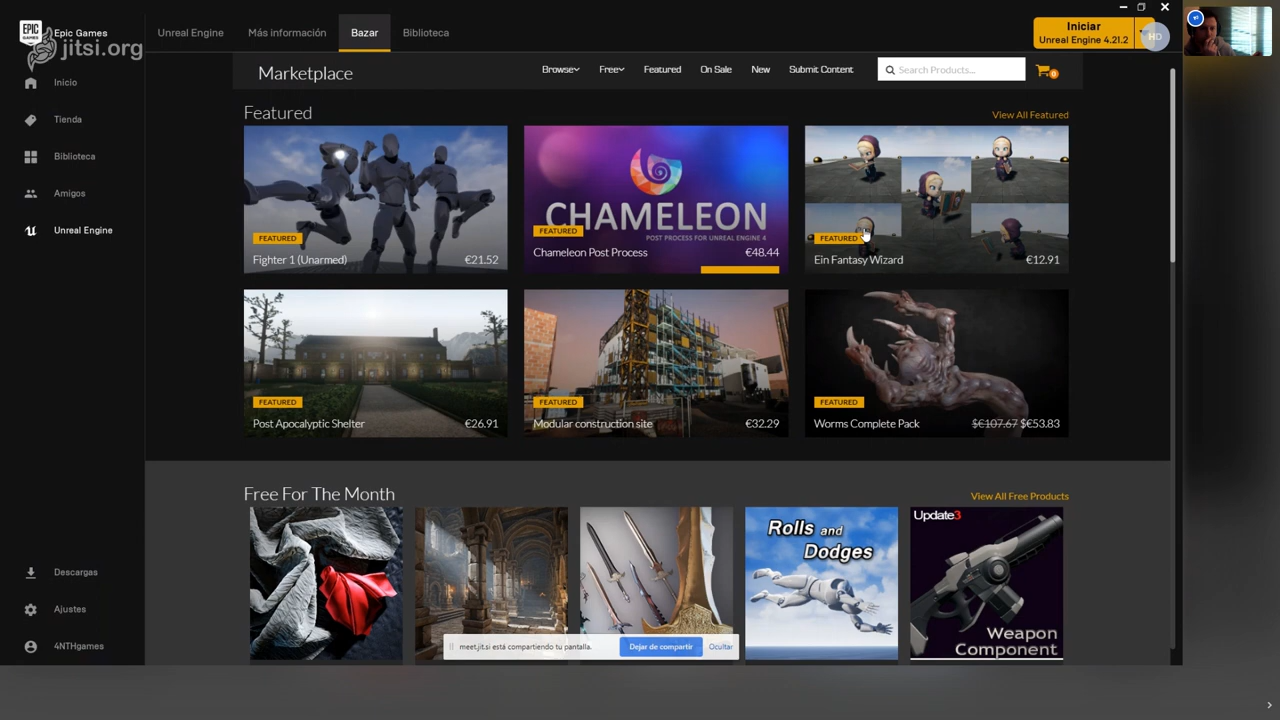 EPIC
GAMES
Epic Games
jitsi.org
Unreal Engine
Más información
Bazar
Biblioteca
Iniciar
Unreal Engine 4.21.2
HD
Inicio
Tienda
Biblioteca
Amigos
Unreal Engine
Descargas
Ajustes
4NTHgames
Marketplace
Browse
Free
Featured
On Sale
New
Submit Content
Search Products...
0
Featured
View All Featured
FEATURED
Fighter 1 (Unarmed)
€21.52
CHAMELEON
POST PROCESS FOR UNREAL ENGINE 4
FEATURED
Chameleon Post Process
€48.44
FEATURED
Ein Fantasy Wizard
€12.91
FEATURED
Post Apocalyptic Shelter
€26.91
FEATURED
Modular construction site
€32.29
FEATURED
Worms Complete Pack
$€107.67 $€53.83
Free For The Month
View All Free Products
Rolls and
Dodges
Update3
Weapon
Component
meet.jit.si está compartiendo tu pantalla.
Dejar de compartir
Ocultar